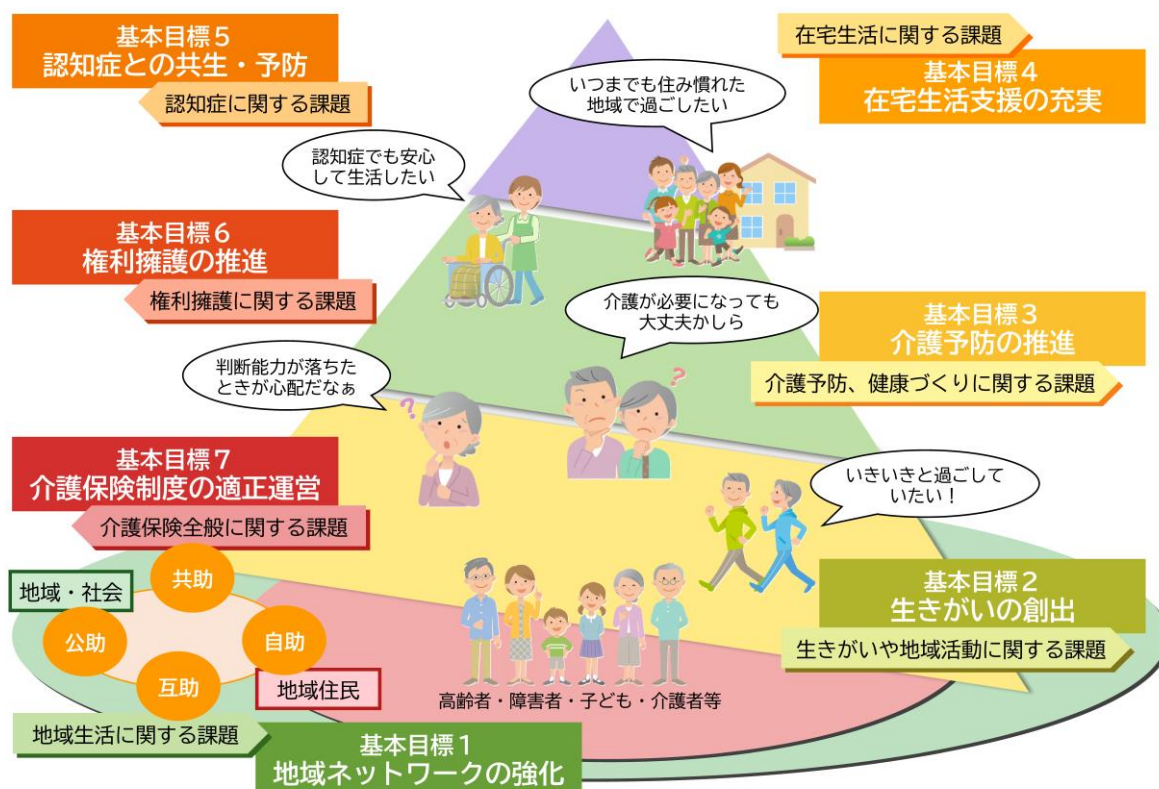 基本目標５
認知症との共生・予防
認知症に関する課題
在宅生活に関する課題
基本目標４
在宅生活支援の充実
いつまでも住み慣れた
地域で過ごしたい
認知症でも安心
して生活したい
基本目標６
権利擁護の推進
権利擁護に関する課題
介護が必要になっても
大丈夫かしら
基本目標３
介護予防の推進
介護予防、健康づくりに関する課題
判断能力が落ちた
ときが心配だなぁ
?
?
基本目標７
介護保険制度の適正運営
介護保険全般に関する課題
いきいきと過ごして
いたい！
地域・社会
共助
公助
自助
互助
地域住民
基本目標２
生きがいの創出
生きがいや地域活動に関する課題
高齢者・障害者・子ども・介護者等
地域生活に関する課題
基本目標１
地域ネットワークの強化